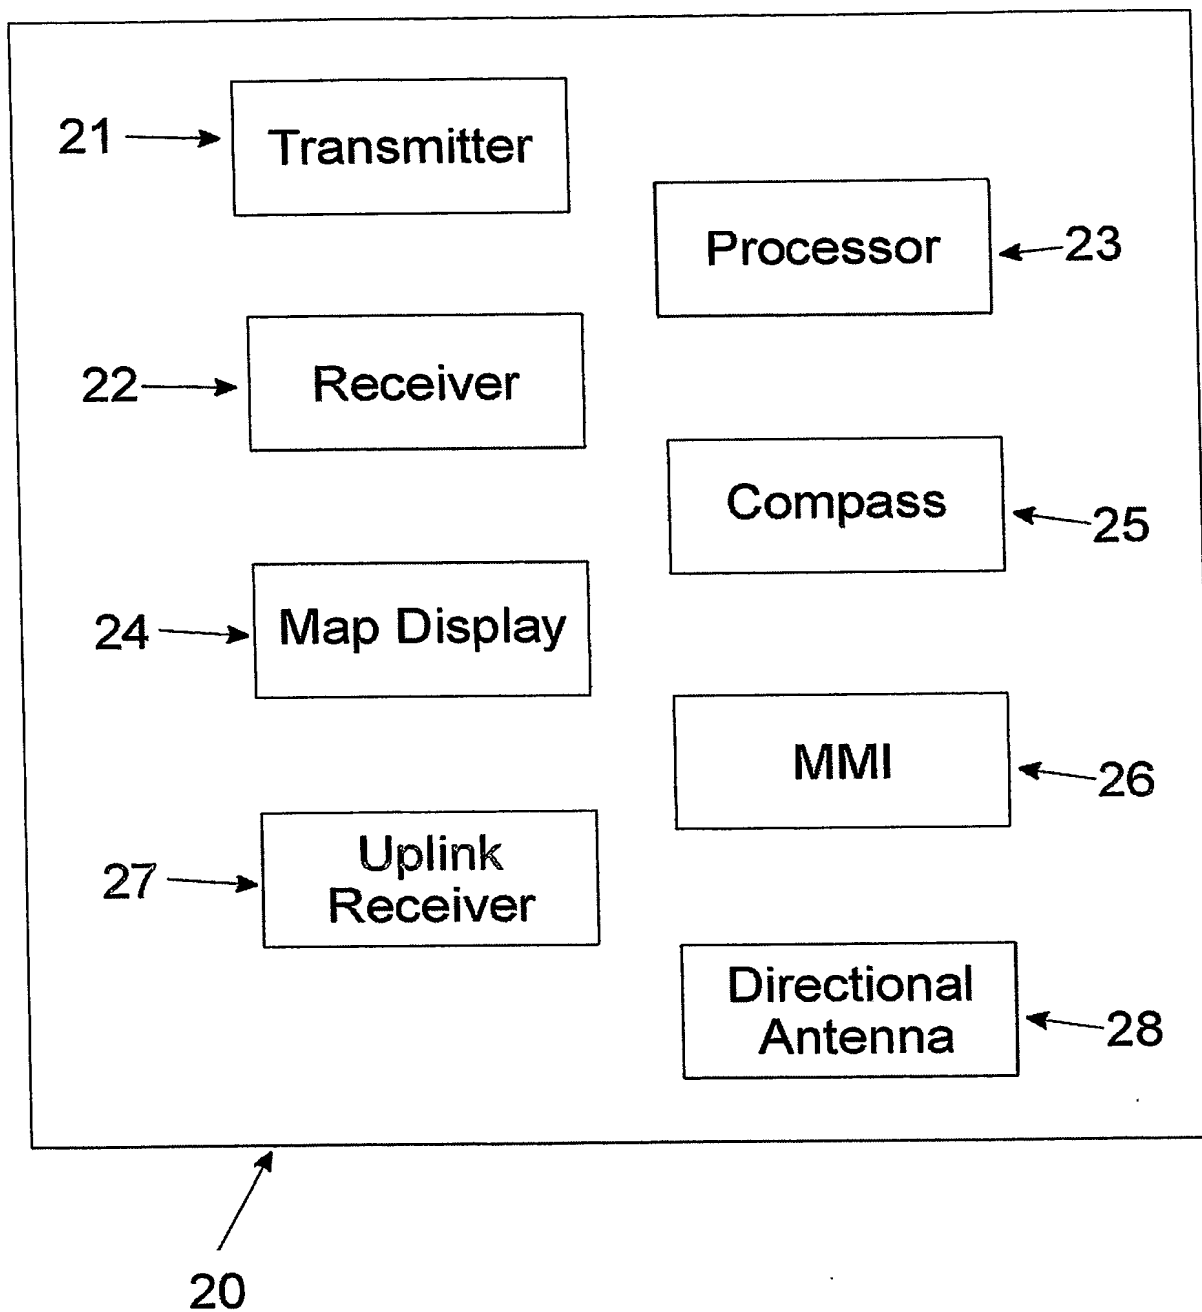 21
Transmitter
Processor
23
22
Receiver
Compass
25
24
Map Display
MMI
26
27
Uplink
Receiver
Directional
Antenna
28
20